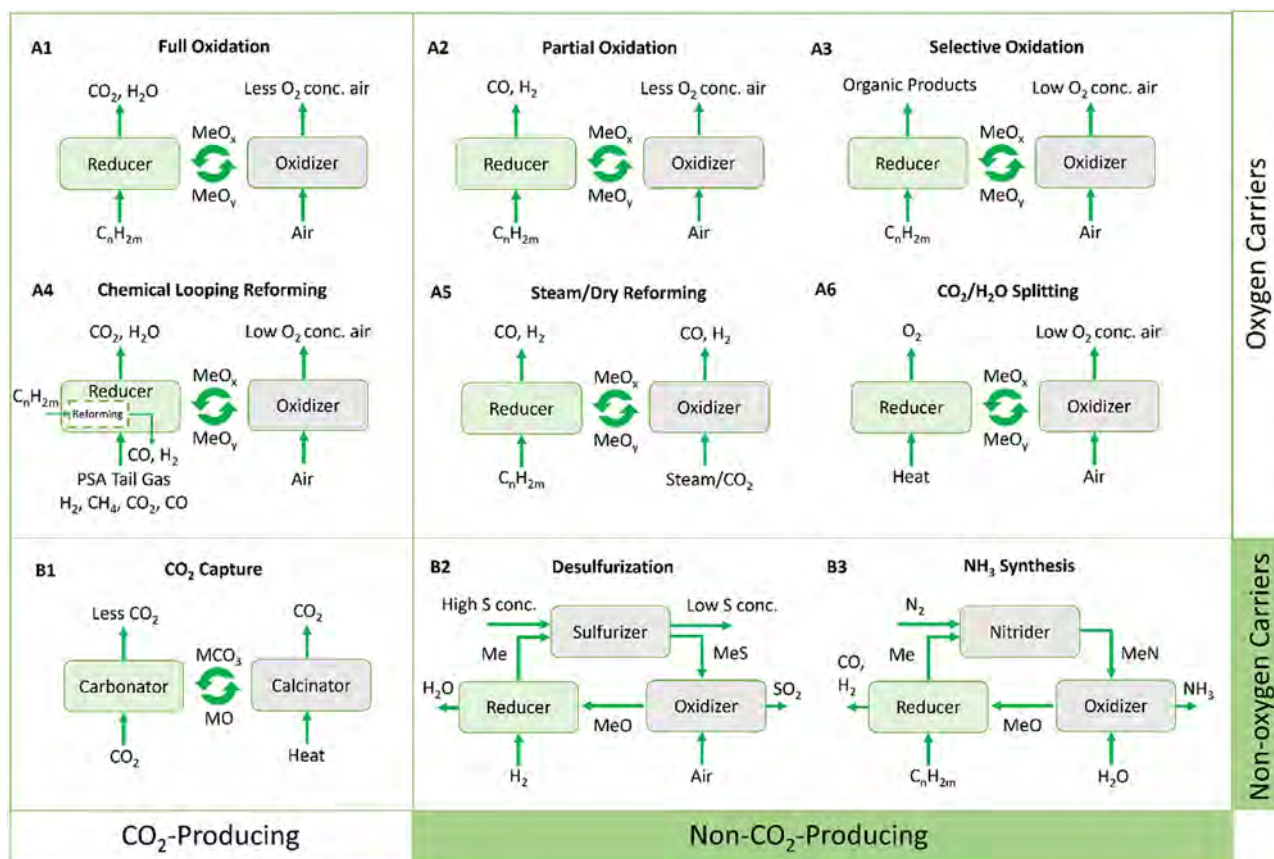 A1 Full Oxidation
CO₂, H₂O
Less O₂ conc. air
Reducer
MeOₓ
MeOᵧ
Oxidizer
CₙH₂ₘ
Air
A2 Partial Oxidation
CO, H₂
Less O₂ conc. air
Reducer
MeOₓ
MeOᵧ
Oxidizer
CₙH₂ₘ
Air
A3 Selective Oxidation
Organic Products
Low O₂ conc. air
Reducer
MeOₓ
MeOᵧ
Oxidizer
CₙH₂ₘ
Air
A4 Chemical Looping Reforming
CO₂, H₂O
Low O₂ conc. air
CₙH₂ₘ
Reducer
Reforming
MeOₓ
MeOᵧ
Oxidizer
CO, H₂
PSA Tail Gas
H₂, CH₄, CO₂, CO
Air
A5 Steam/Dry Reforming
CO, H₂
CO, H₂
Reducer
MeOₓ
MeOᵧ
Oxidizer
CₙH₂ₘ
Steam/CO₂
A6 CO₂/H₂O Splitting
O₂
Low O₂ conc. air
Reducer
MeOₓ
MeOᵧ
Oxidizer
Heat
Air
Oxygen Carriers
B1 CO₂ Capture
Less CO₂
CO₂
Carbonator
MCO₃
MO
Calcinator
CO₂
Heat
B2 Desulfurization
High S conc.
Sulfurizer
Low S conc.
Me
MeS
H₂O
Reducer
MeO
Oxidizer
SO₂
H₂
Air
B3 NH₃ Synthesis
N₂
Nitrider
Me
MeN
CO,
H₂
Reducer
MeO
Oxidizer
NH₃
CₙH₂ₘ
H₂O
Non-oxygen Carriers
CO₂-Producing
Non-CO₂-Producing